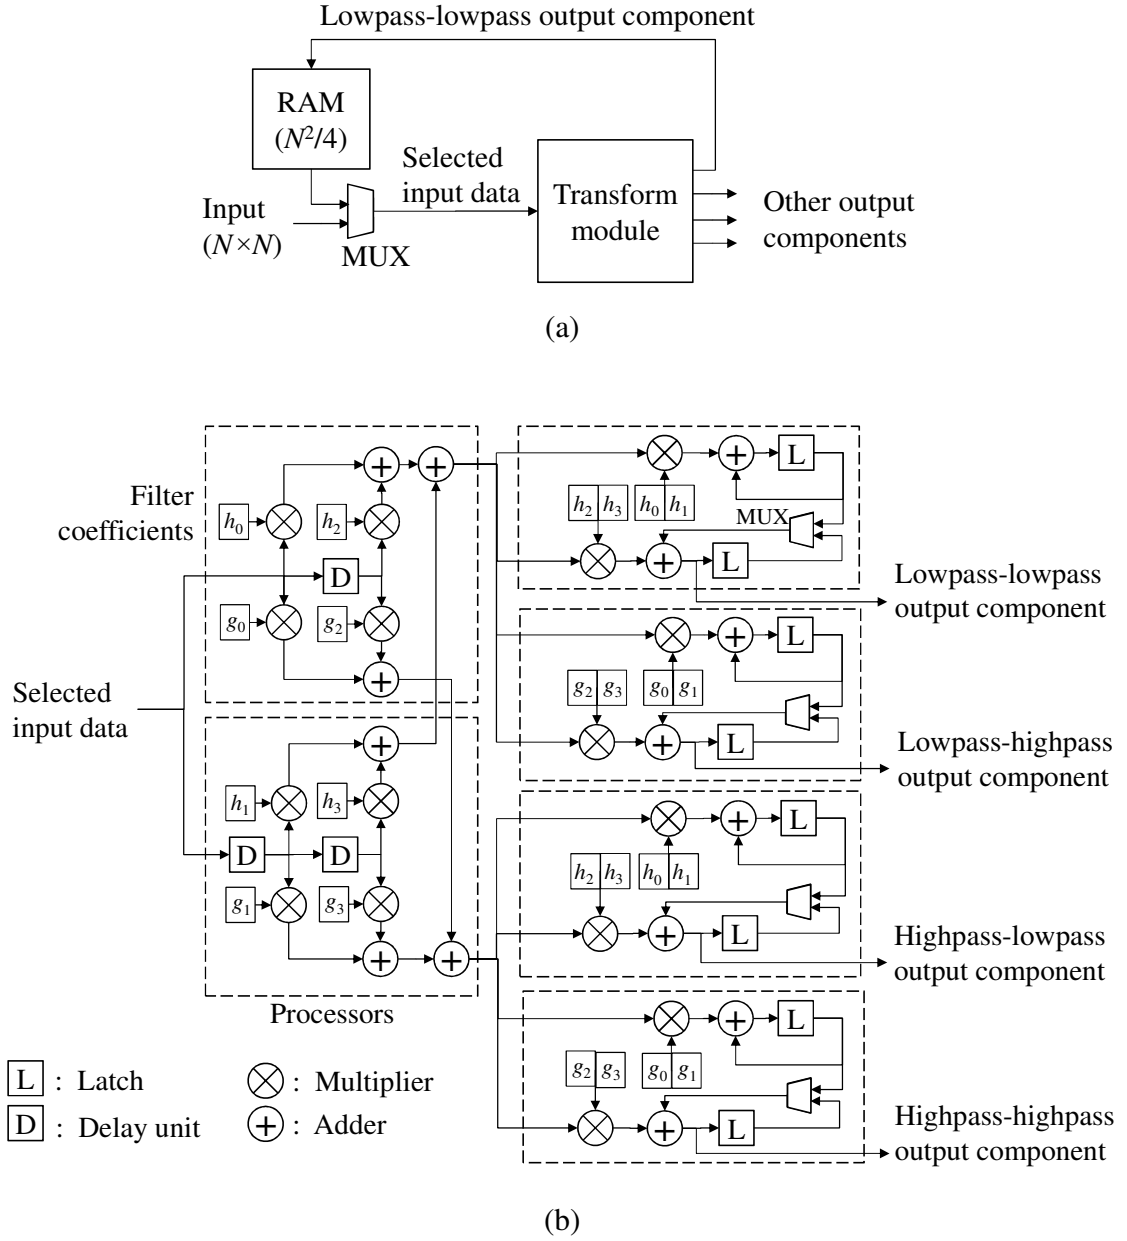 Lowpass-lowpass output component
RAM
(N²/4)
Selected
input data
Input
(N×N)
MUX
Transform
module
Other output
components
(a)
Filter
coefficients
h₀
h₂
D
g₀
g₂
Selected
input data
h₁
h₃
D
D
g₁
g₃
Processors
L
h₂ h₃
h₀ h₁
MUX
L
Lowpass-lowpass
output component
L
g₂ g₃
g₀ g₁
L
Lowpass-highpass
output component
L
h₂ h₃
h₀ h₁
L
Highpass-lowpass
output component
L
g₂ g₃
g₀ g₁
L
Highpass-highpass
output component
L : Latch
: Multiplier
D : Delay unit
: Adder
(b)